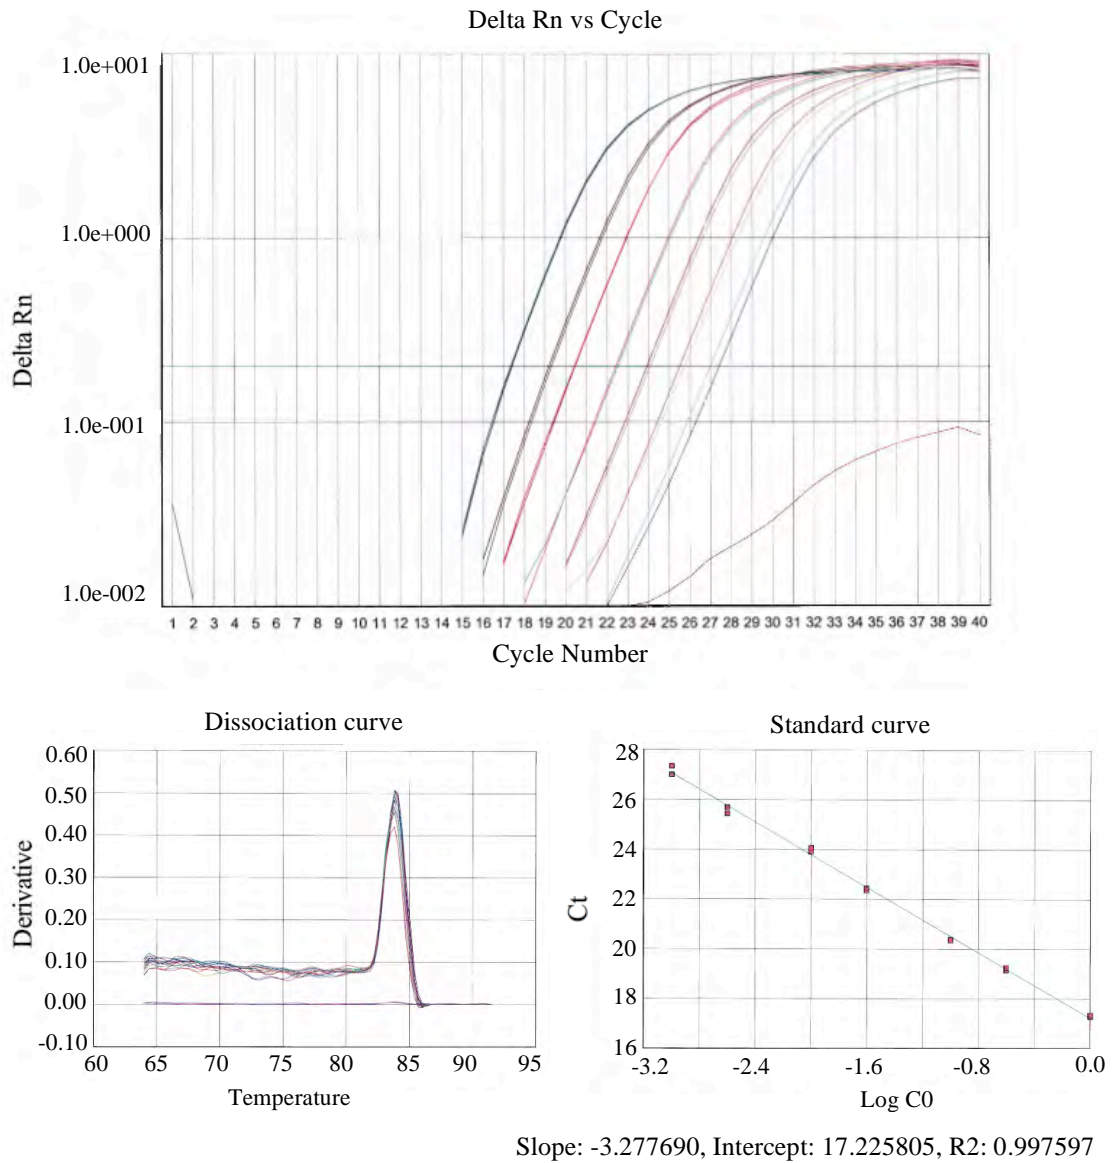 Delta Rn vs Cycle
1.0e+001
1.0e+000
1.0e-001
1.0e-002
Delta Rn
1 2 3 4 5 6 7 8 9 10 11 12 13 14 15 16 17 18 19 20 21 22 23 24 25 26 27 28 29 30 31 32 33 34 35 36 37 38 39 40
Cycle Number
Dissociation curve
0.60
0.50
0.40
0.30
0.20
0.10
0.00
-0.10
Derivative
60 65 70 75 80 85 90 95
Temperature
Standard curve
28
26
24
22
20
18
16
Ct
-3.2 -2.4 -1.6 -0.8 0.0
Log C0
Slope: -3.277690, Intercept: 17.225805, R2: 0.997597